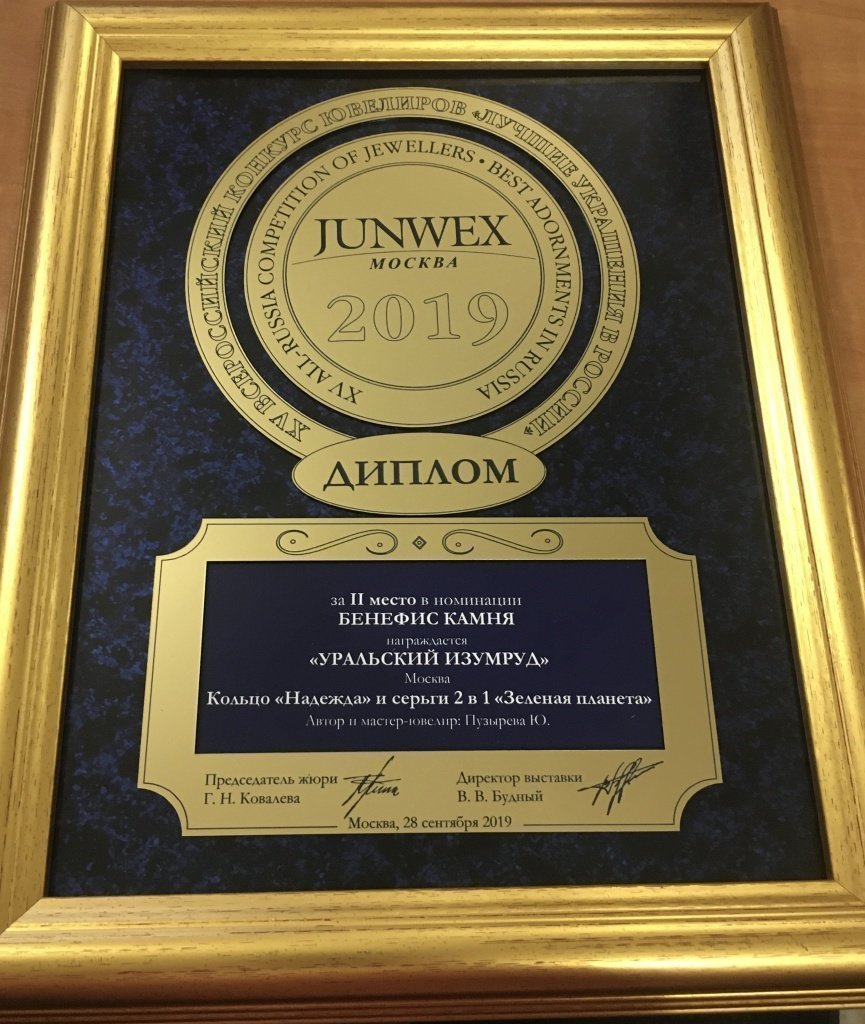 XV ВСЕРОССИЙСКИЙ КОНКУРС ЮВЕЛИРОВ «ЛУЧШИЕ УКРАШЕНИЯ В РОССИИ»
XV ALL-RUSSIA COMPETITION OF JEWELLERS • BEST ADORNMENTS IN RUSSIA
JUNWEX
МОСКВА
2019
ДИПЛОМ
за II место в номинации
БЕНЕФИС КАМНЯ
награждается
«УРАЛЬСКИЙ ИЗУМРУД»
Москва
Кольцо «Надежда» и серьги 2 в 1 «Зеленая планета»
Автор и мастер-ювелир: Пузырева Ю.
Председатель жюри
Г. Н. Ковалева
Директор выставки
В. В. Будный
Москва, 28 сентября 2019